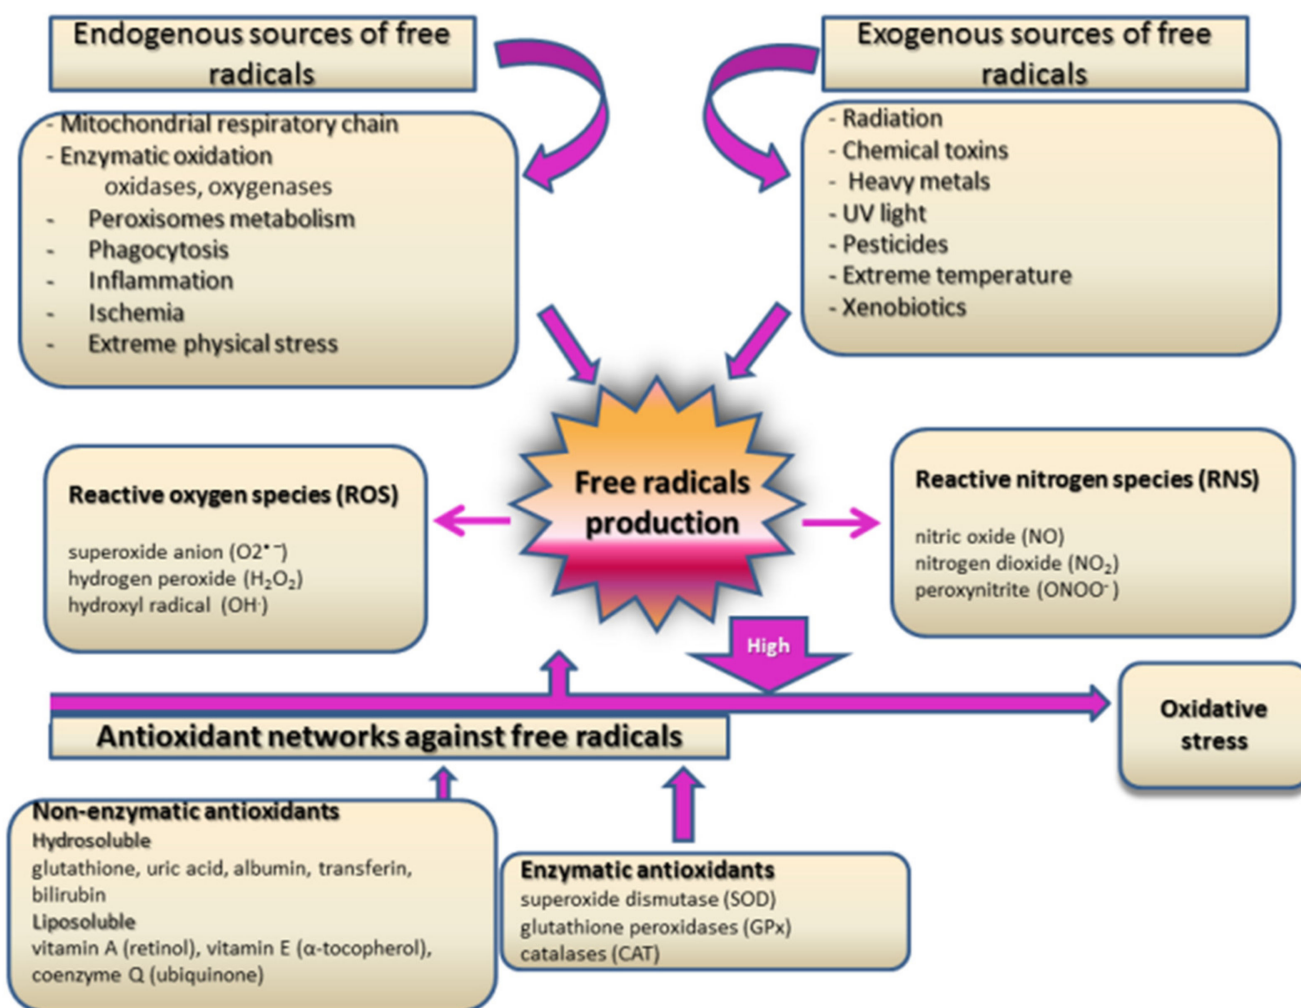 Endogenous sources of free
radicals
- Mitochondrial respiratory chain
- Enzymatic oxidation
oxidases, oxygenases
- Peroxisomes metabolism
- Phagocytosis
- Inflammation
- Ischemia
- Extreme physical stress
Exogenous sources of free
radicals
- Radiation
- Chemical toxins
- Heavy metals
- UV light
- Pesticides
- Extreme temperature
- Xenobiotics
Free radicals
production
Reactive oxygen species (ROS)
superoxide anion (O2•⁻)
hydrogen peroxide (H₂O₂)
hydroxyl radical (OH·)
Reactive nitrogen species (RNS)
nitric oxide (NO)
nitrogen dioxide (NO₂)
peroxynitrite (ONOO⁻)
High
Oxidative
stress
Antioxidant networks against free radicals
Non-enzymatic antioxidants
Hydrosoluble
glutathione, uric acid, albumin, transferin,
bilirubin
Liposoluble
vitamin A (retinol), vitamin E (α-tocopherol),
coenzyme Q (ubiquinone)
Enzymatic antioxidants
superoxide dismutase (SOD)
glutathione peroxidases (GPx)
catalases (CAT)